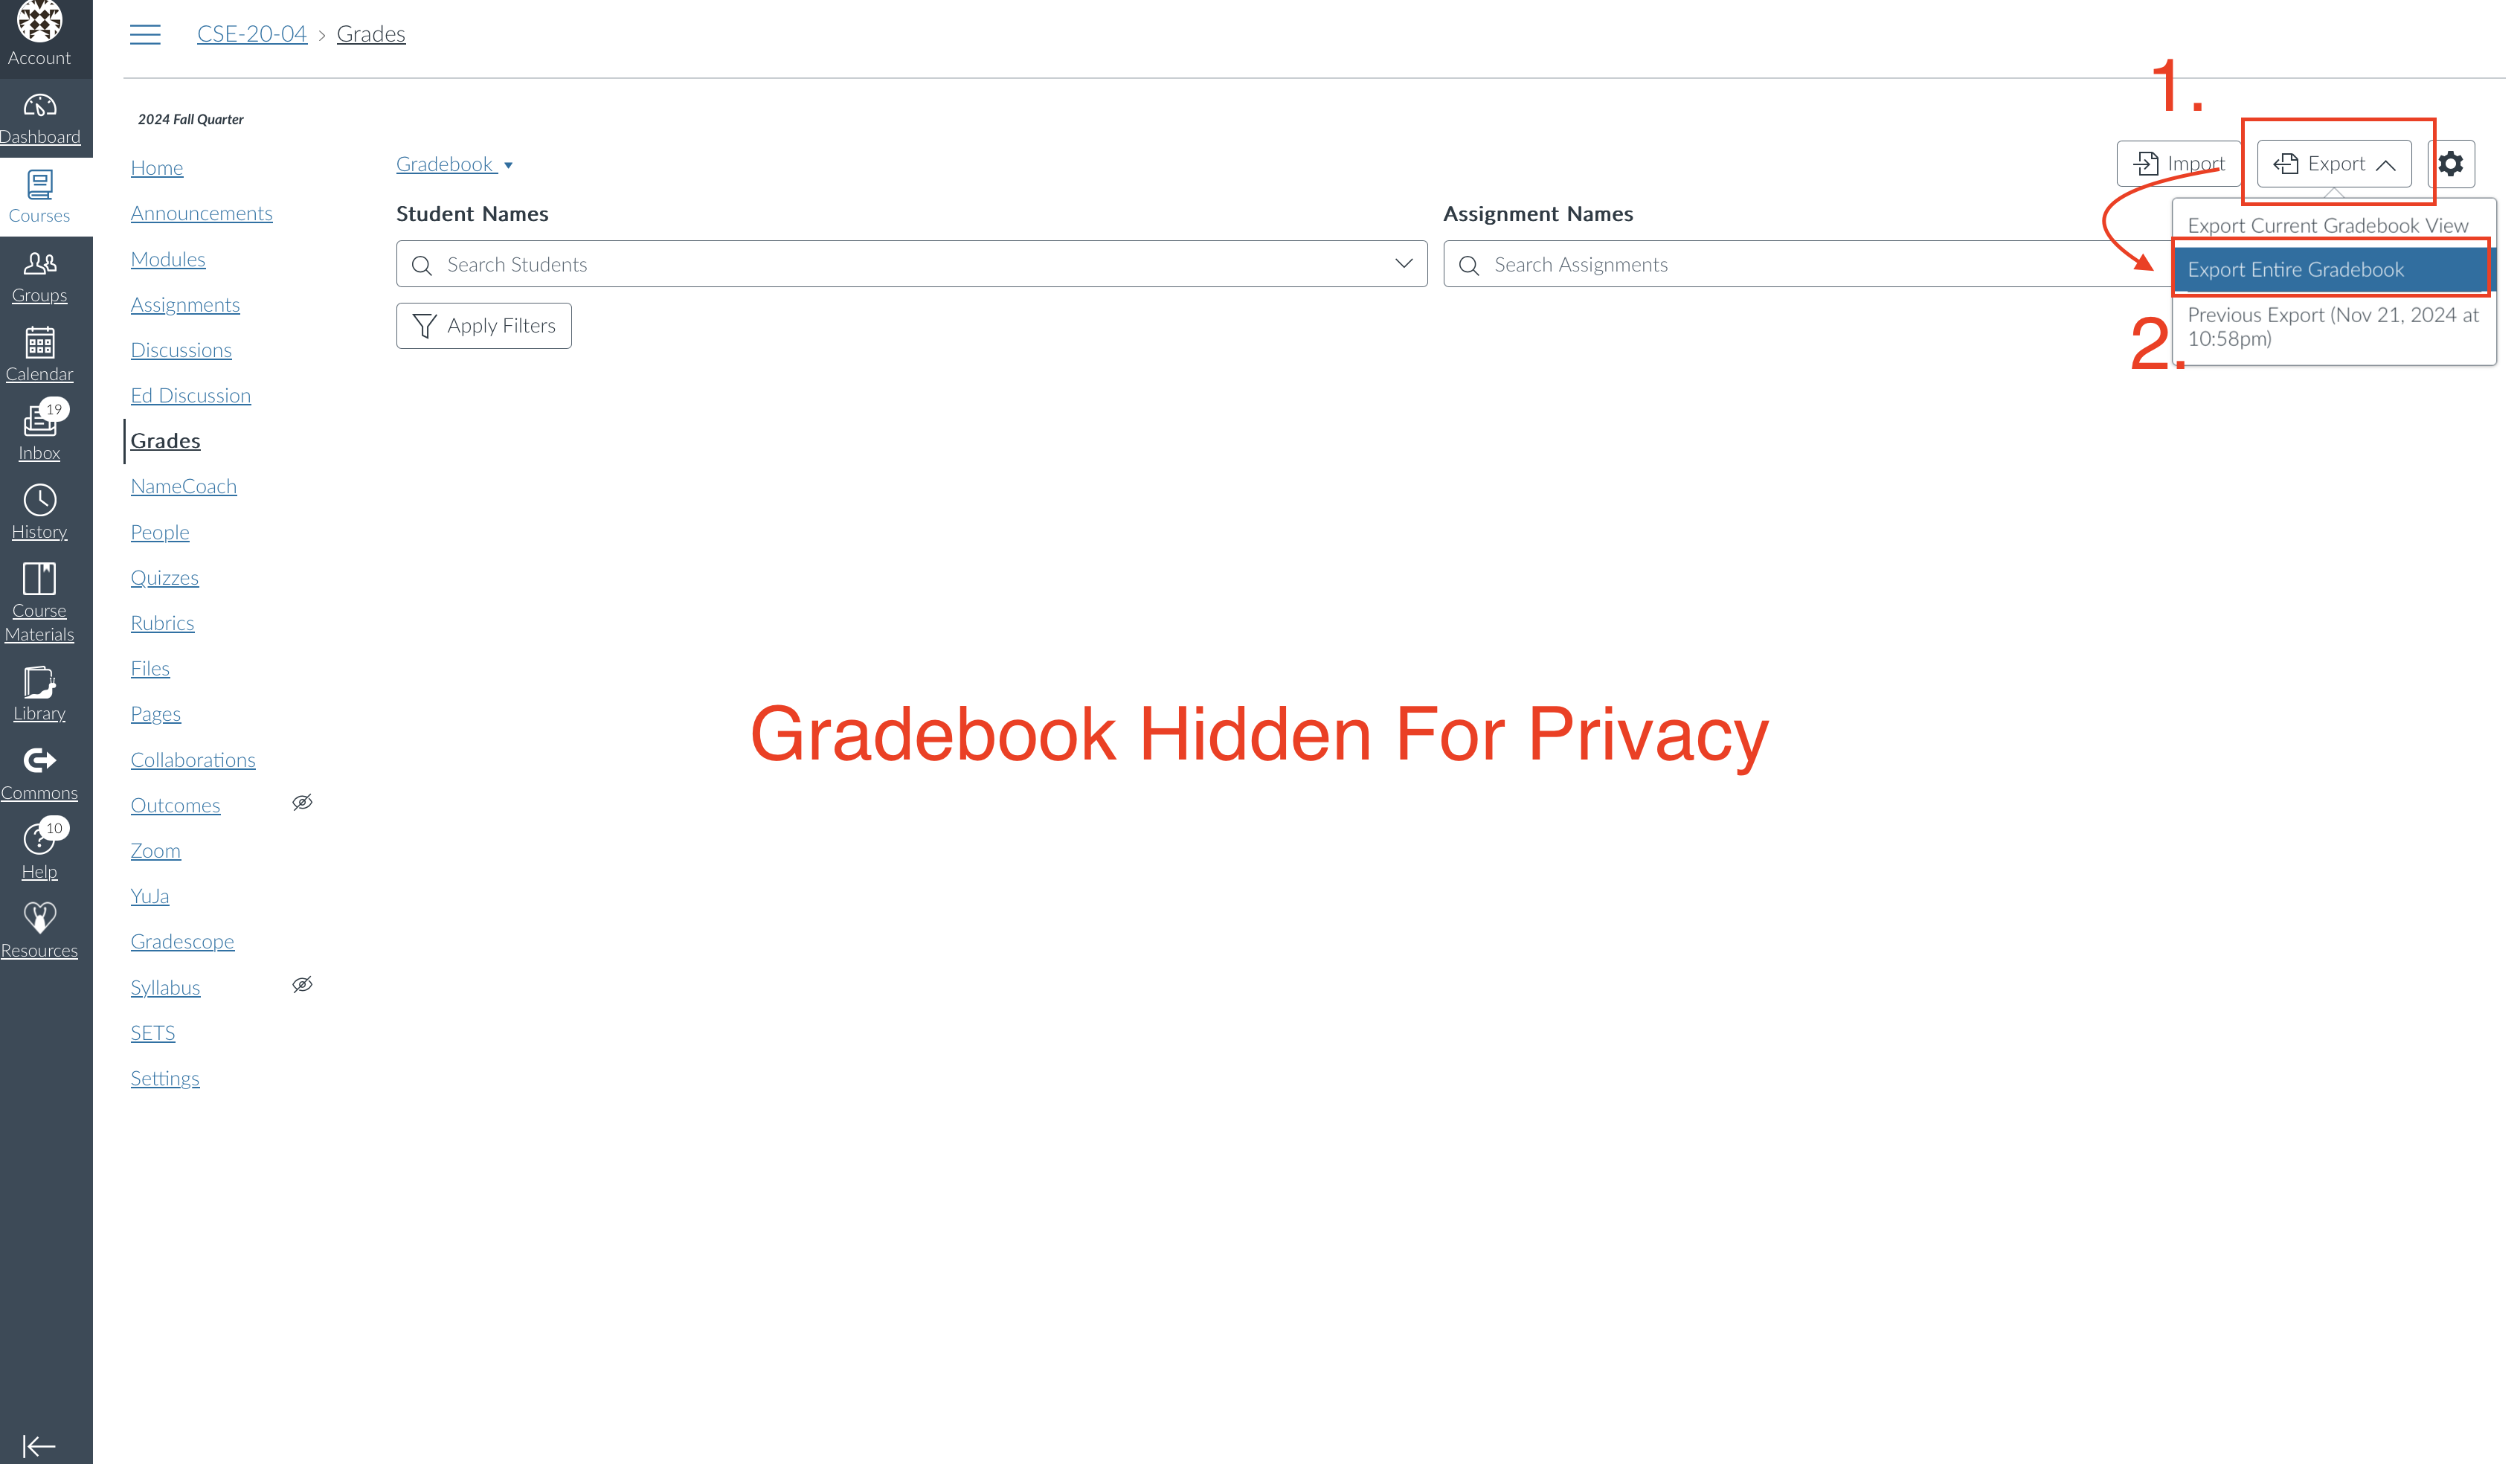 Account
Dashboard
Courses
Groups
Calendar
19
Inbox
History
Course
Materials
Library
Commons
10
Help
Resources
CSE-20-04 › Grades
2024 Fall Quarter
Home
Announcements
Modules
Assignments
Discussions
Ed Discussion
Grades
NameCoach
People
Quizzes
Rubrics
Files
Pages
Collaborations
Outcomes
Zoom
YuJa
Gradescope
Syllabus
SETS
Settings
Gradebook
Student Names
Search Students
Apply Filters
Assignment Names
Search Assignments
1.
Import
Export
Export Current Gradebook View
Export Entire Gradebook
2.
Previous Export (Nov 21, 2024 at
10:58pm)
Gradebook Hidden For Privacy